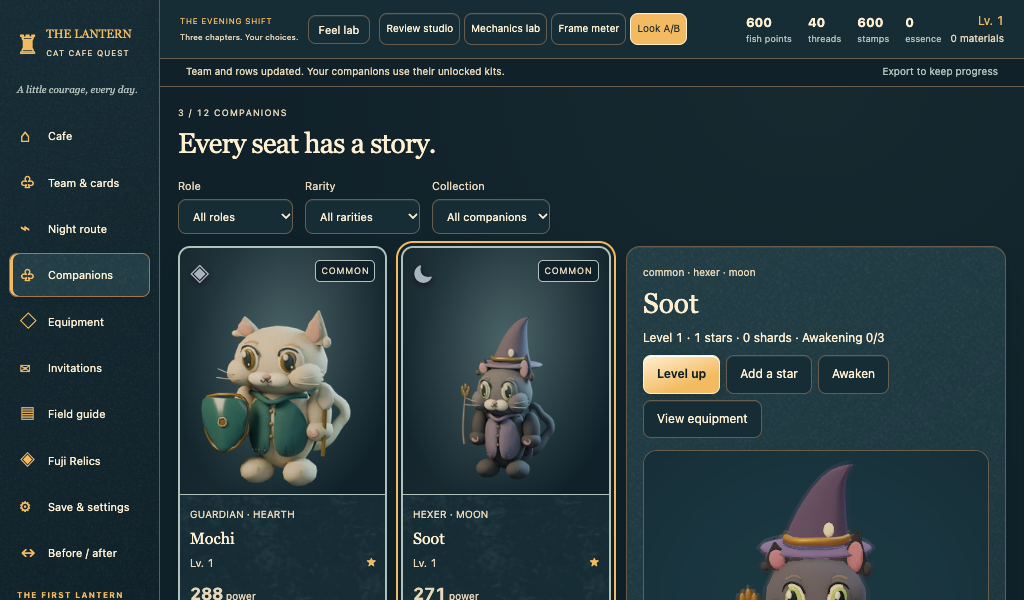 THE LANTERN
CAT CAFE QUEST
A little courage, every day.
Cafe
Team & cards
Night route
Companions
Equipment
Invitations
Field guide
Fuji Relics
Save & settings
Before / after
THE FIRST LANTERN
THE EVENING SHIFT
Three chapters. Your choices.
Feel lab
Review studio
Mechanics lab
Frame meter
Look A/B
600
fish points
40
threads
600
stamps
0
essence
Lv. 1
0 materials
Team and rows updated. Your companions use their unlocked kits.
Export to keep progress
3 / 12 COMPANIONS
Every seat has a story.
Role
Rarity
Collection
All roles
All rarities
All companions
COMMON
GUARDIAN · HEARTH
Mochi
Lv. 1
288 power
COMMON
HEXER · MOON
Soot
Lv. 1
271 power
common · hexer · moon
Soot
Level 1 · 1 stars · 0 shards · Awakening 0/3
Level up
Add a star
Awaken
View equipment